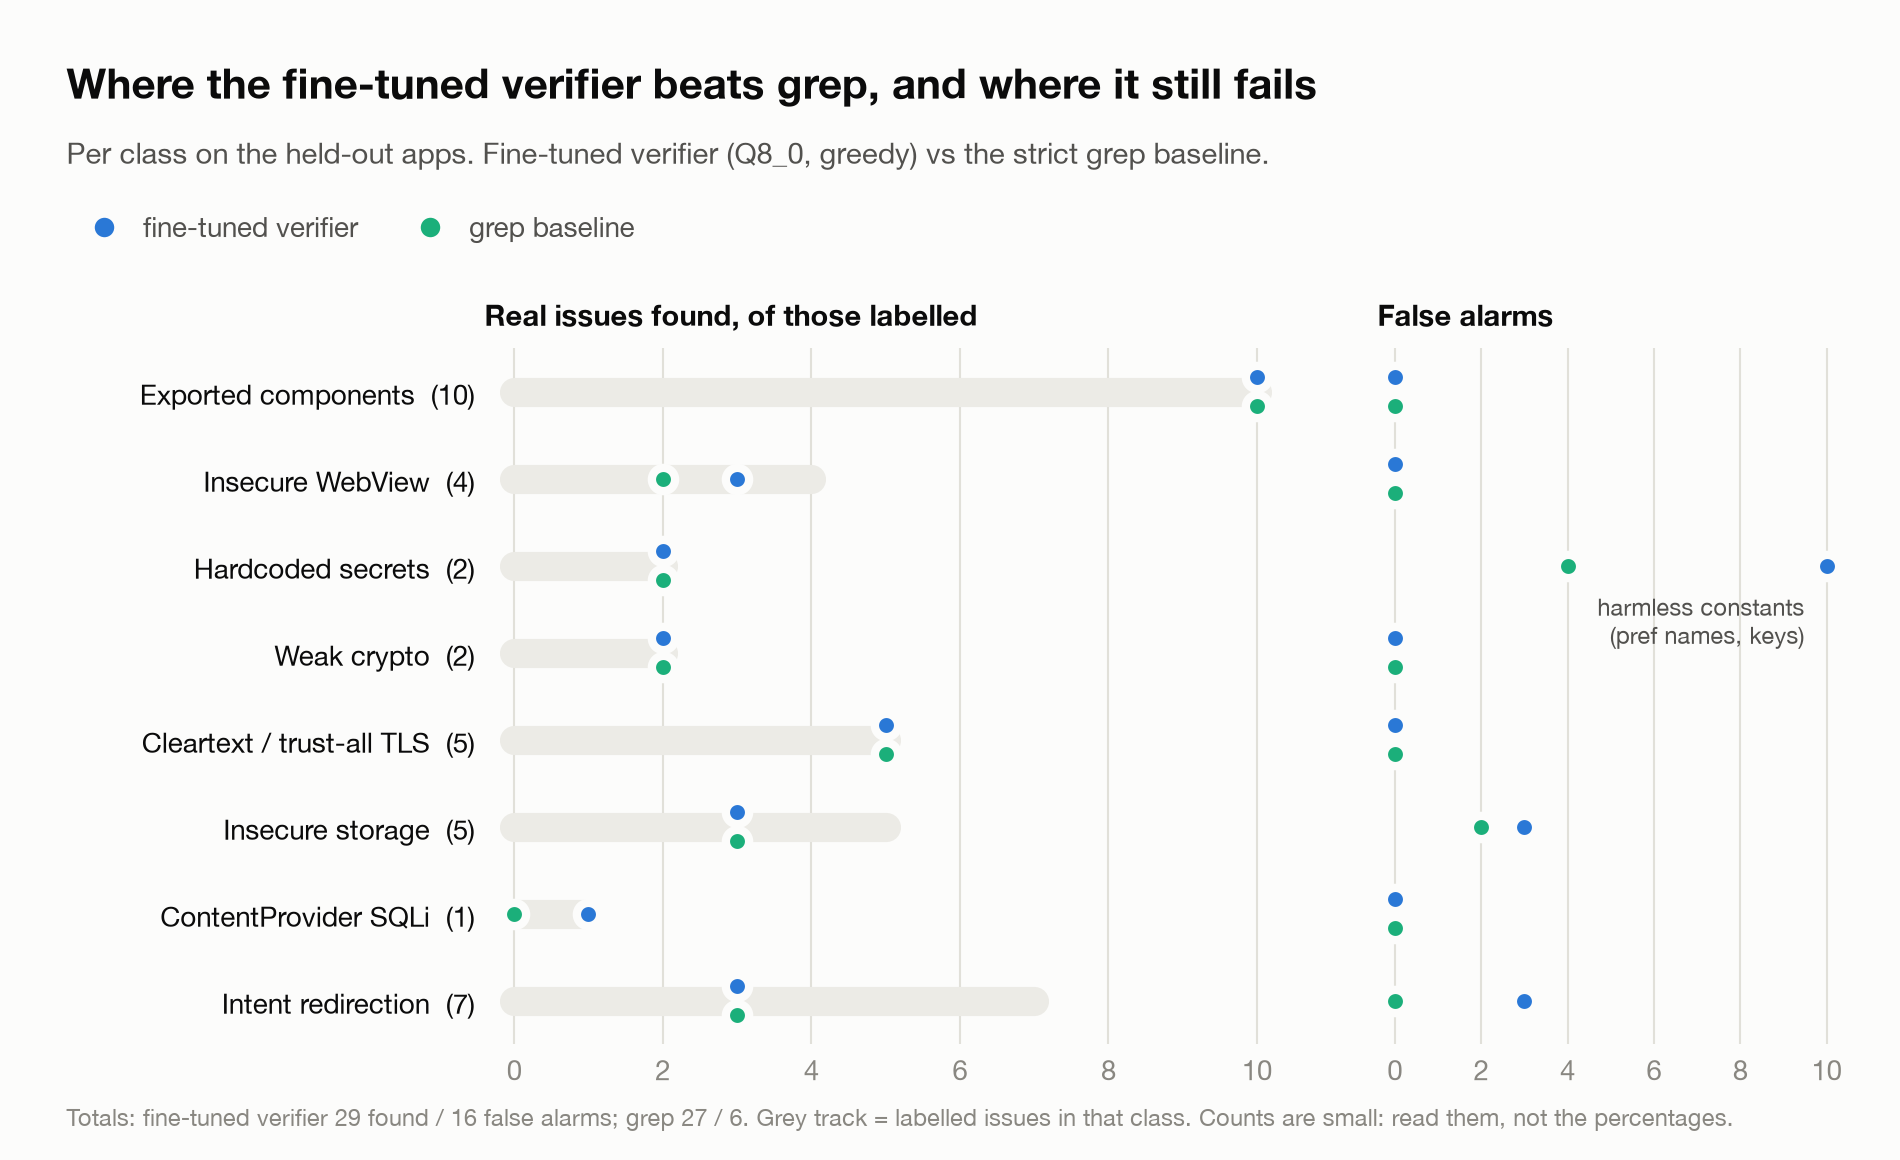 Where the fine-tuned verifier beats grep, and where it still fails
Per class on the held-out apps. Fine-tuned verifier (Q8_0, greedy) vs the strict grep baseline.
fine-tuned verifier
grep baseline
Real issues found, of those labelled
False alarms
Exported components (10)
Insecure WebView (4)
Hardcoded secrets (2)
harmless constants
(pref names, keys)
Weak crypto (2)
Cleartext / trust-all TLS (5)
Insecure storage (5)
ContentProvider SQLi (1)
Intent redirection (7)
0 2 4 6 8 10
0 2 4 6 8 10
Totals: fine-tuned verifier 29 found / 16 false alarms; grep 27 / 6. Grey track = labelled issues in that class. Counts are small: read them, not the percentages.